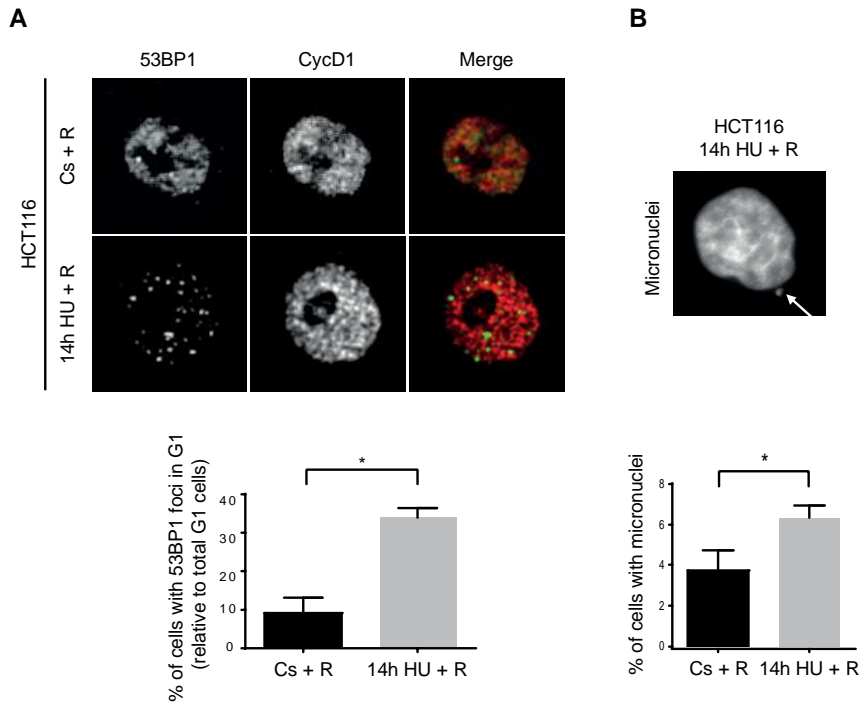 A
B
53BP1
CycD1
Merge
HCT116
Cs + R
14h HU + R
HCT116
14h HU + R
Micronuclei
% of cells with 53BP1 foci in G1
(relative to total G1 cells)
*
40
30
20
10
0
Cs + R
14h HU + R
% of cells with micronuclei
*
8
6
4
2
0
Cs + R
14h HU + R